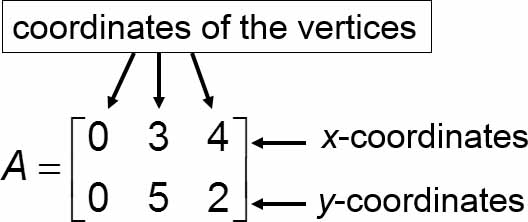 coordinates of the vertices
0 3 4 x-coordinates
A =
0 5 2 y-coordinates